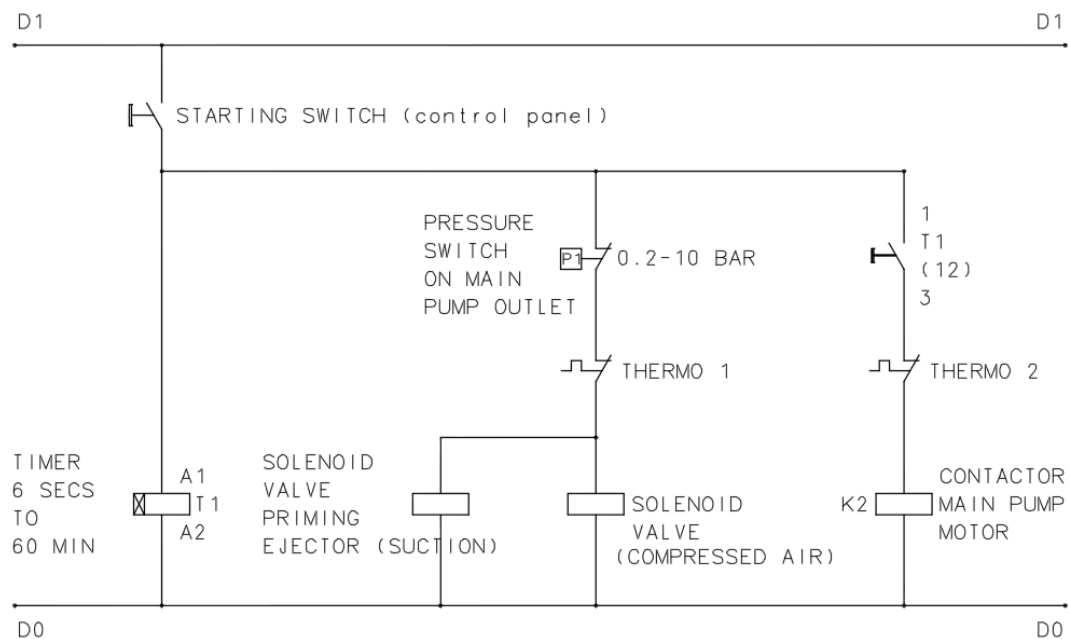 D1
D1
STARTING SWITCH (control panel)
PRESSURE
SWITCH
ON MAIN
PUMP OUTLET
P1
0.2-10 BAR
1
T1
(12)
3
THERMO 1
THERMO 2
TIMER
6 SECS
TO
60 MIN
A1
T1
A2
SOLENOID
VALVE
PRIMING
EJECTOR (SUCTION)
SOLENOID
VALVE
(COMPRESSED AIR)
K2
CONTACTOR
MAIN PUMP
MOTOR
D0
D0